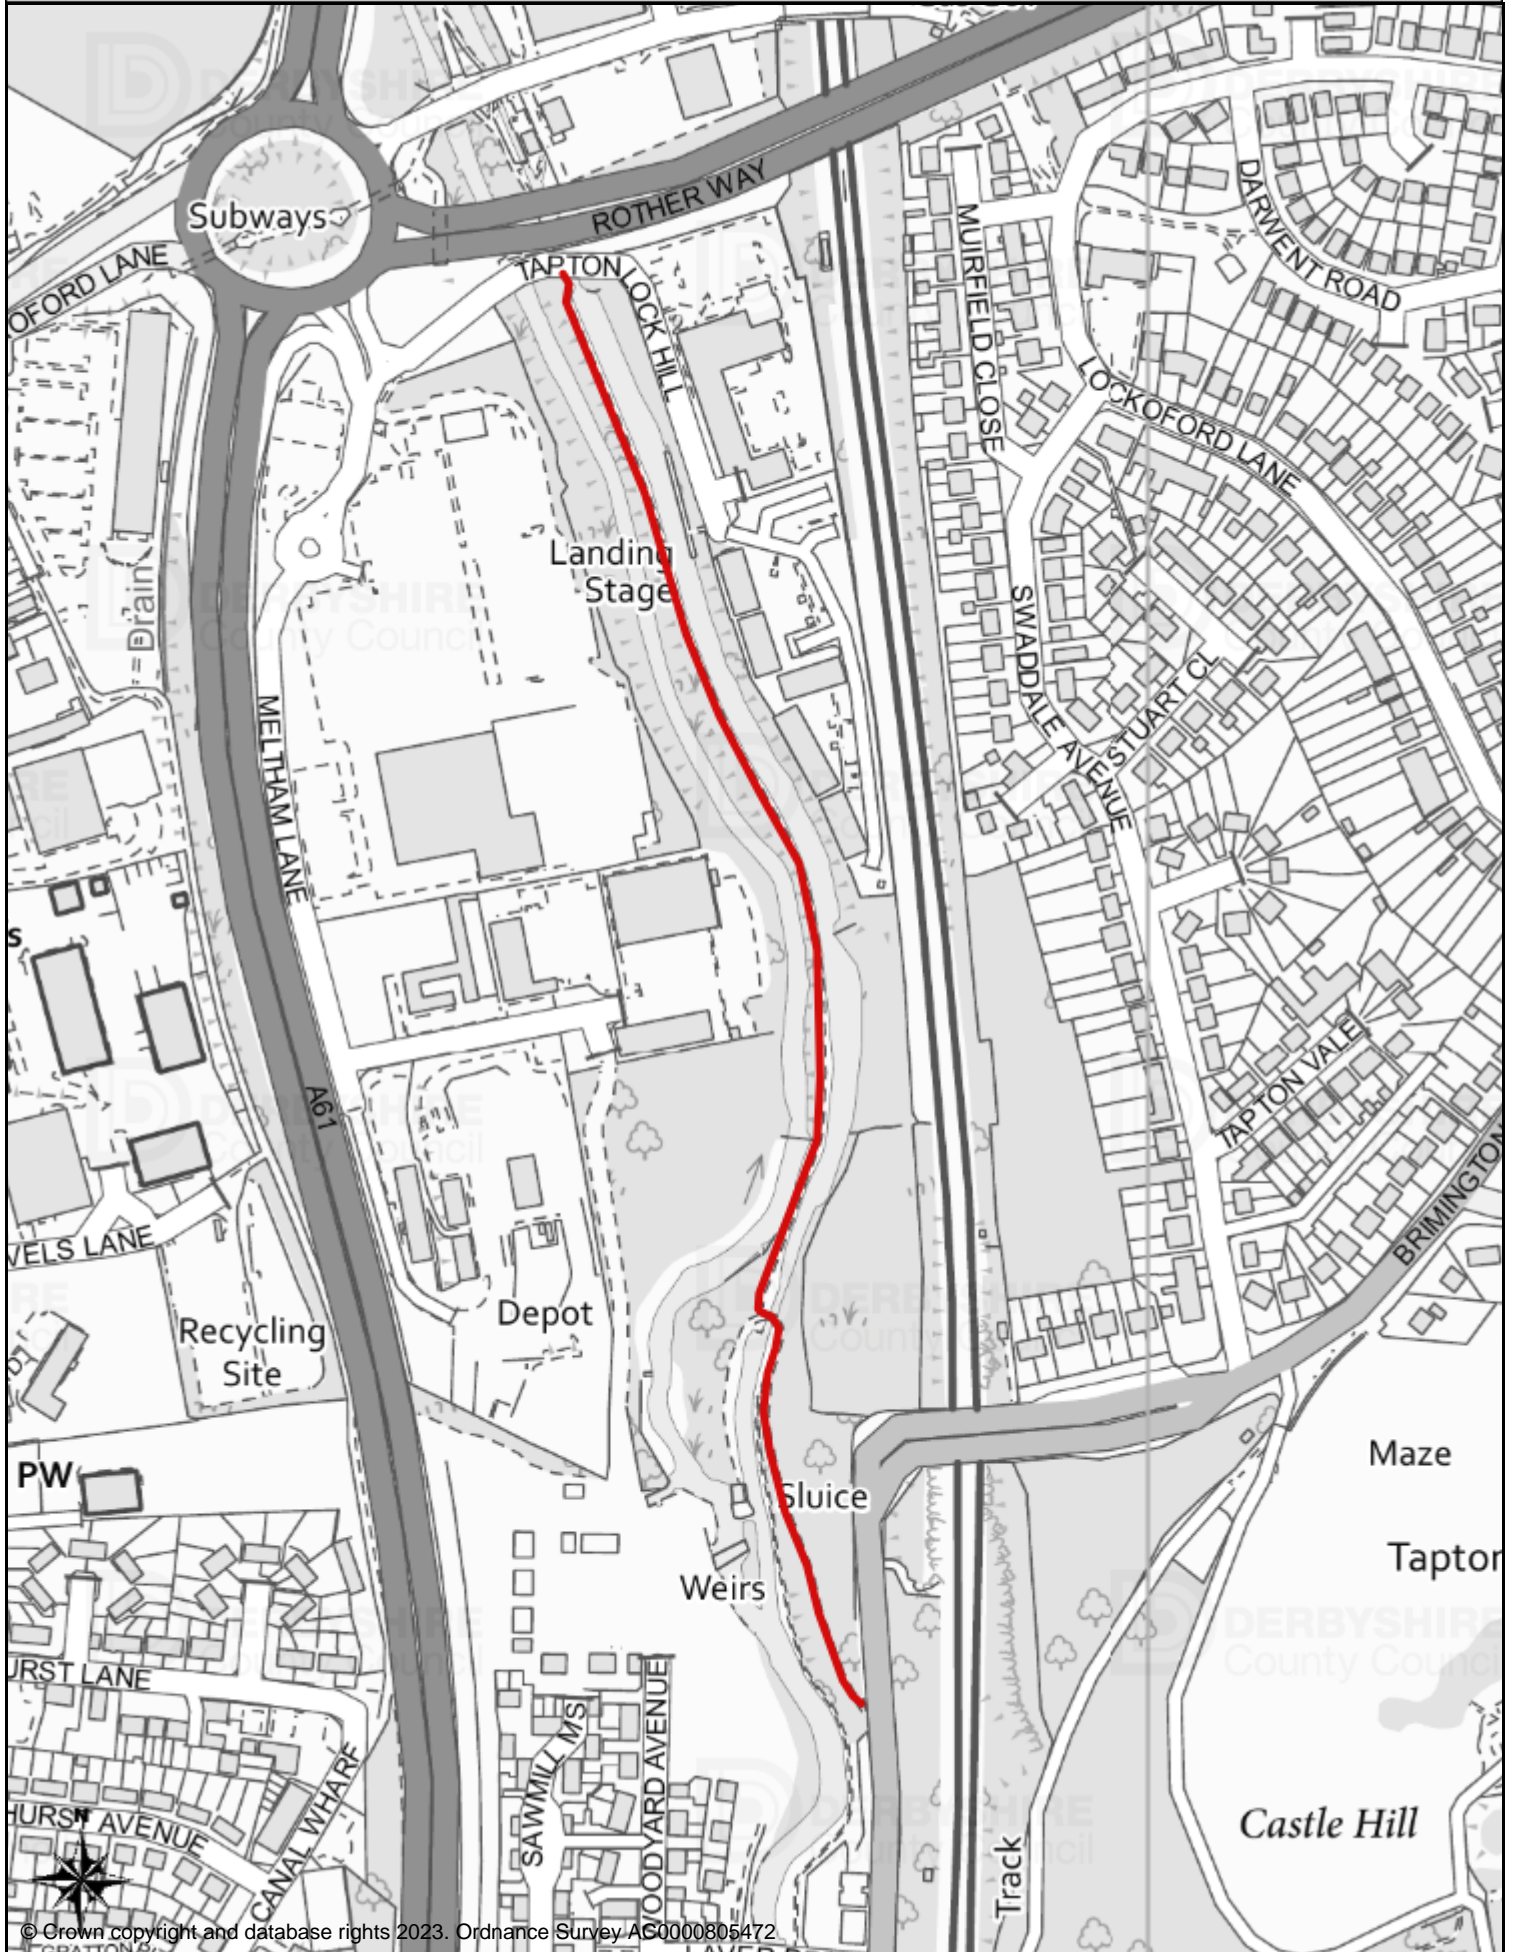 DERBYSHIRE
County Council
DARWENT ROAD
ROTHER WAY
Subways
MUIRFIELD CLOSE
OFORD LANE
TAPTON LOCK HILL
LOCKOFORD LANE
Landing
Stage
Drain
SWADDALE AVENUE
STUART CL
MELTHAM LANE
s
TAPTON VALE
A61
BRIMINGTON
VELS LANE
Depot
Recycling
Site
Maze
PW
Sluice
Tapton
Weirs
URST LANE
SAWMILL MS
WOODYARD AVENUE
HURST AVENUE
N
CANAL WHARF
Castle Hill
Track
© Crown copyright and database rights 2023. Ordnance Survey AC0000805472